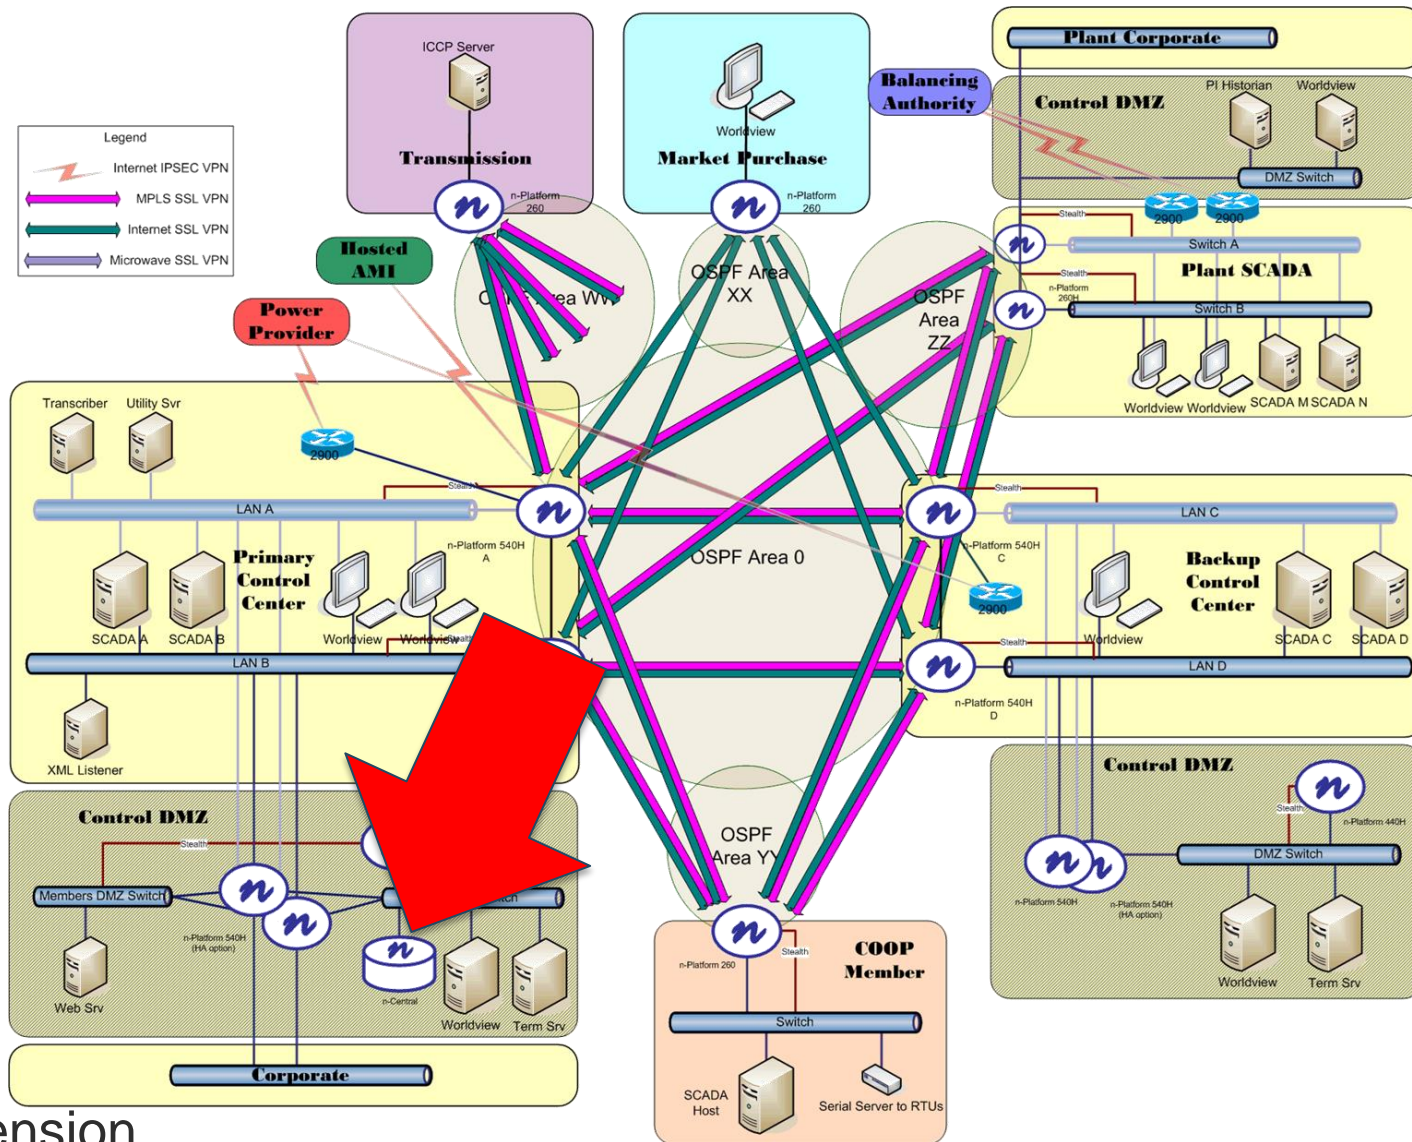 ICCP Server
Transmission
n-Platform
260
Worldview
Market Purchase
n-Platform
260
Balancing
Authority
Plant Corporate
Control DMZ
PI Historian
Worldview
DMZ Switch
2900
2900
Stealth
Switch A
Plant SCADA
Stealth
n-Platform
260H
Switch B
Worldview
Worldview
SCADA M
SCADA N
Legend
Internet IPSEC VPN
MPLS SSL VPN
Internet SSL VPN
Microwave SSL VPN
Hosted
AMI
Power
Provider
Area WW
OSPF Area
XX
OSPF
Area
ZZ
OSPF Area 0
OSPF
Area YY
Transcriber
Utility Svr
2900
Stealth
LAN A
n-Platform 540H
A
Primary
Control
Center
SCADA A
SCADA B
Worldview
Worldview
Stealth
LAN B
XML Listener
Stealth
LAN C
n-Platform 540H
C
Backup
Control
Center
2900
Worldview
SCADA C
SCADA D
Stealth
LAN D
n-Platform 540H
D
Control DMZ
Stealth
Members DMZ Switch
n-Platform 540H
(HA option)
n-Central
Web Srv
Worldview
Term Srv
Corporate
Control DMZ
n-Platform 440H
Stealth
DMZ Switch
n-Platform 540H
n-Platform 540H
(HA option)
Worldview
Term Srv
n-Platform 260
Stealth
COOP
Member
Switch
SCADA
Host
Serial Server to RTUs
ension